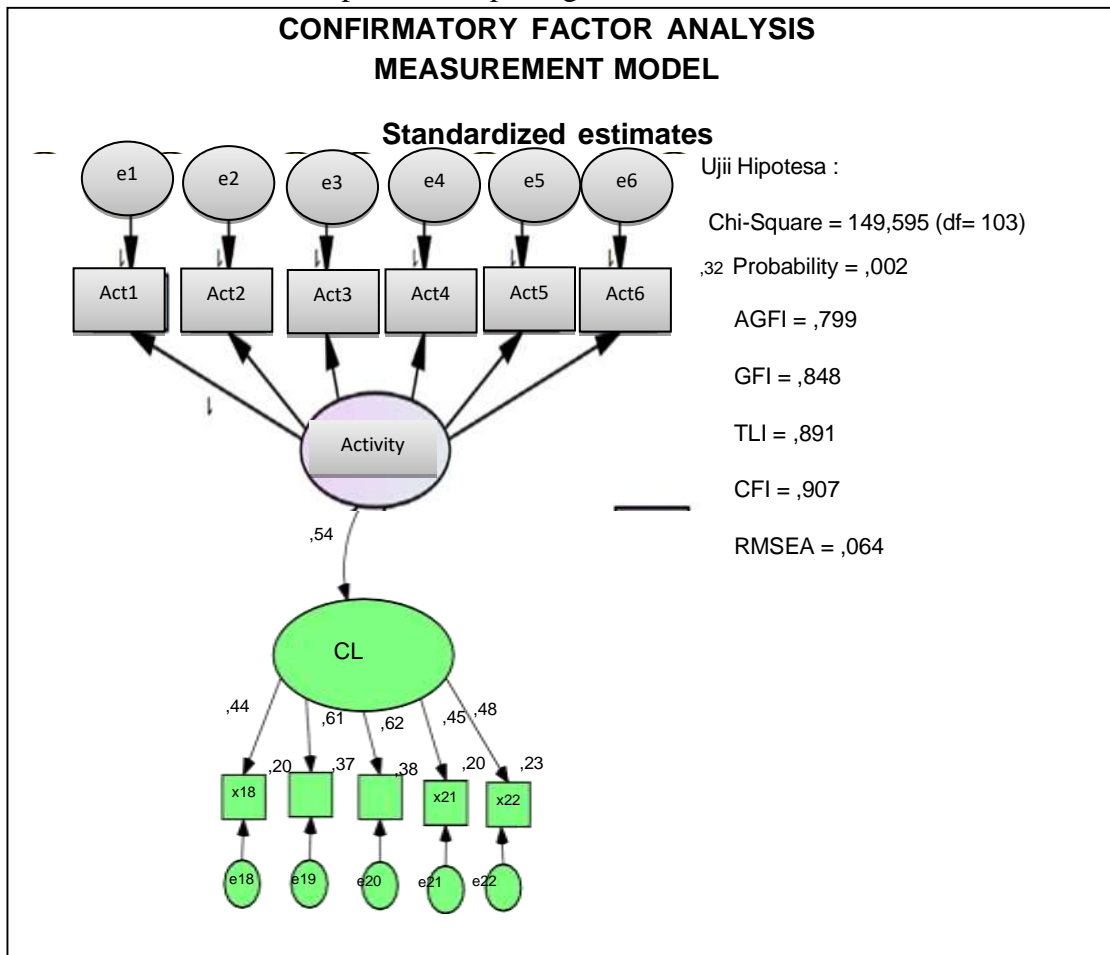 CONFIRMATORY FACTOR ANALYSIS
MEASUREMENT MODEL
Standardized estimates
e1 e2 e3 e4 e5 e6
Ujii Hipotesa :
Chi-Square = 149,595 (df= 103)
,32 Probability = ,002
Act1 Act2 Act3 Act4 Act5 Act6
AGFI = ,799
GFI = ,848
TLI = ,891
Activity
CFI = ,907
,54
RMSEA = ,064
CL
,44 ,61 ,62 ,45 ,48
,20 ,37 ,38 ,20 ,23
x18 x21 x22
e18 e19 e20 e21 e22